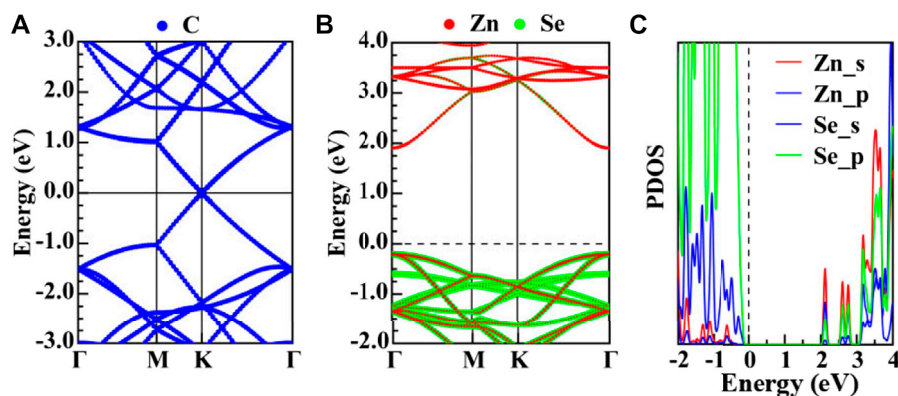 A
C
3.0
2.0
1.0
0.0
-1.0
-2.0
-3.0
Energy (eV)
Γ
M
K
Γ
B
Zn
Se
4.0
3.0
2.0
1.0
0.0
-1.0
-2.0
Energy (eV)
Γ
M
K
Γ
C
Zn_s
Zn_p
Se_s
Se_p
PDOS
-2 -1 0 1 2 3 4
Energy (eV)